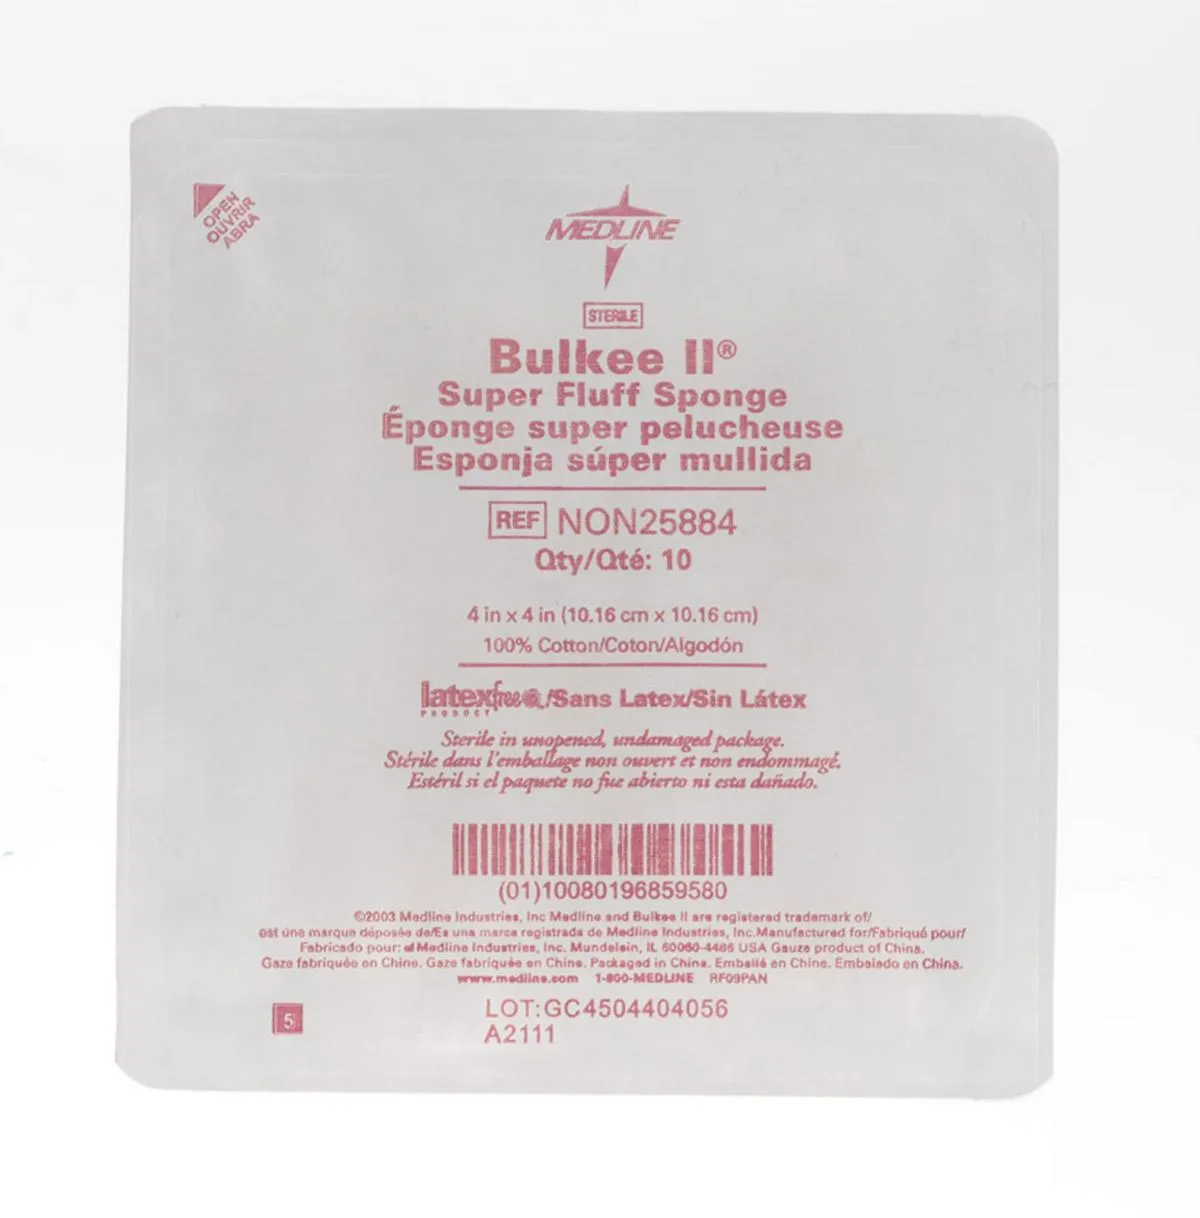 OPEN
OUVRIR
ABRA
MEDLINE
STERILE
Bulkee II®
Super Fluff Sponge
Éponge super pelucheuse
Esponja súper mullida
REF NON25884
Qty/Qté: 10
4 in x 4 in (10.16 cm x 10.16 cm)
100% Cotton/Coton/Algodón
latexfree/Sans Latex/Sin Látex
PRODUCT
Sterile in unopened, undamaged package.
Stérile dans l'emballage non ouvert et non endommagé.
Estéril si el paquete no fue abierto ni esta dañado.
(01)10080196859580
©2003 Medline Industries, Inc Medline and Bulkee II are registered trademark of/
est une marque déposée de/Es una marca registrada de Medline Industries, Inc.Manufactured for/Fabriqué pour/
Fabricado pour: Medline Industries, Inc. Mundelein, IL 60060-4486 USA Gauze product of China.
Gaze fabriquée en Chine. Gaze fabriquée en Chine. Packaged in China. Emballé en Chine. Embalado en China.
www.medline.com 1-800-MEDLINE RF09PAN
5
LOT:GC4504404056
A2111